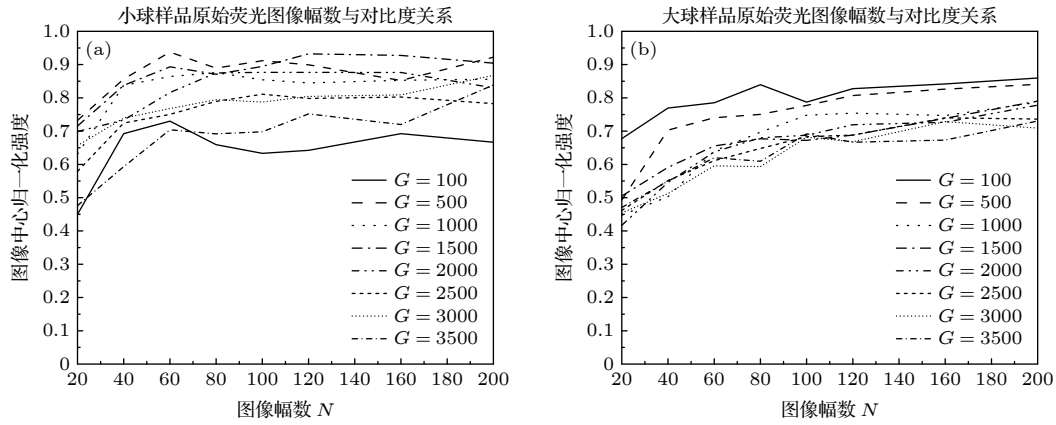 小球样品原始荧光图像幅数与对比度关系
(a)
图像中心归一化强度
1.0
0.9
0.8
0.7
0.6
0.5
0.4
0.3
0.2
0.1
0
G = 100
G = 500
G = 1000
G = 1500
G = 2000
G = 2500
G = 3000
G = 3500
20 40 60 80 100 120 140 160 180 200
图像幅数 N
大球样品原始荧光图像幅数与对比度关系
(b)
图像中心归一化强度
1.0
0.9
0.8
0.7
0.6
0.5
0.4
0.3
0.2
0.1
0
G = 100
G = 500
G = 1000
G = 1500
G = 2000
G = 2500
G = 3000
G = 3500
20 40 60 80 100 120 140 160 180 200
图像幅数 N